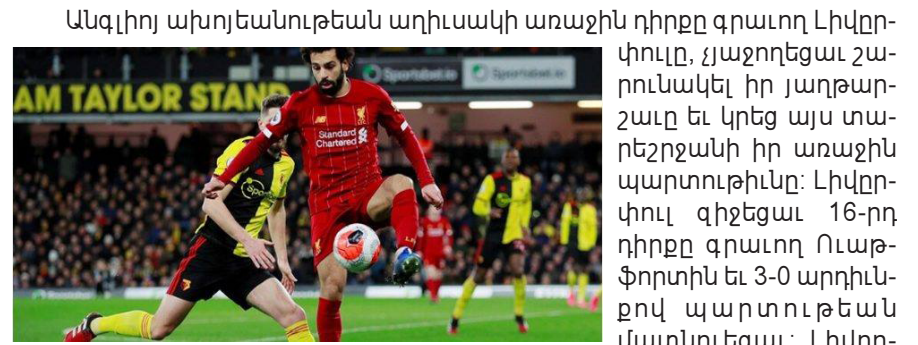 Անգլիոյ ախոյեանութեան աղիւսակի առաջին դիրքը գրաւող Լիվըր-
փուլը, չյաջողեցաւ շա-
րունակել իր յաղթար-
շաւը եւ կրեց այս տա-
րեշրջանի իր առաջին
պարտութիւնը։ Լիվըր-
փուլ զիջեցաւ 16-րդ
դիրքը գրաւող Ուաթ-
ֆորտին եւ 3-0 արդիւն-
քով պարտութեան
մատնուեցաւ։ Լիվըր-
AM TAYLOR STAND
Sportsbet.io
Sportsbet.io
Standard
Chartered